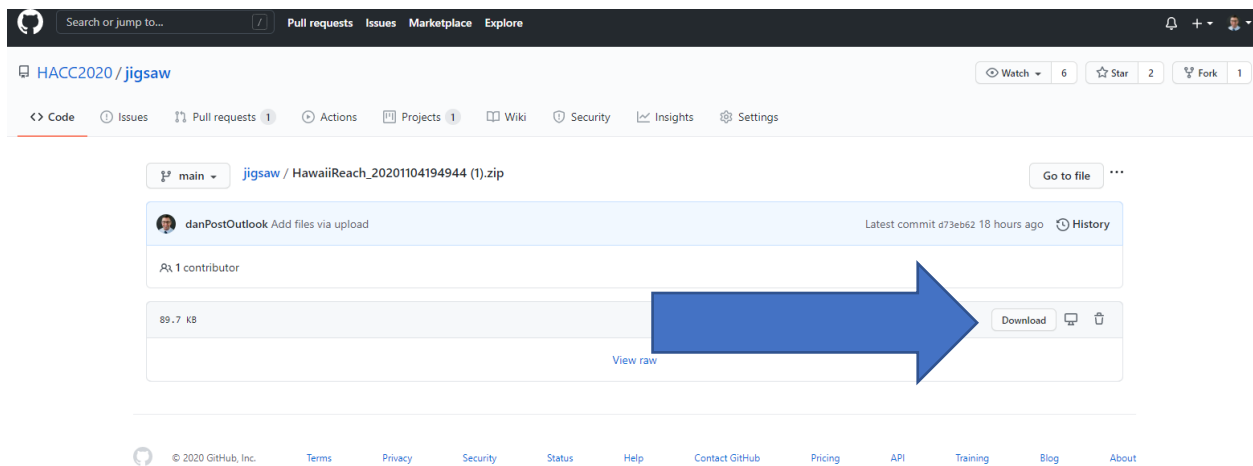 Search or jump to... / Pull requests Issues Marketplace Explore
HACC2020 / jigsaw Watch 6 Star 2 Fork 1
<> Code Issues Pull requests 1 Actions Projects 1 Wiki Security Insights Settings
main jigsaw / HawaiiReach_20201104194944 (1).zip Go to file ...
danPostOutlook Add files via upload Latest commit d73eb62 18 hours ago History
1 contributor
89.7 KB Download
View raw
© 2020 GitHub, Inc. Terms Privacy Security Status Help Contact GitHub Pricing API Training Blog About